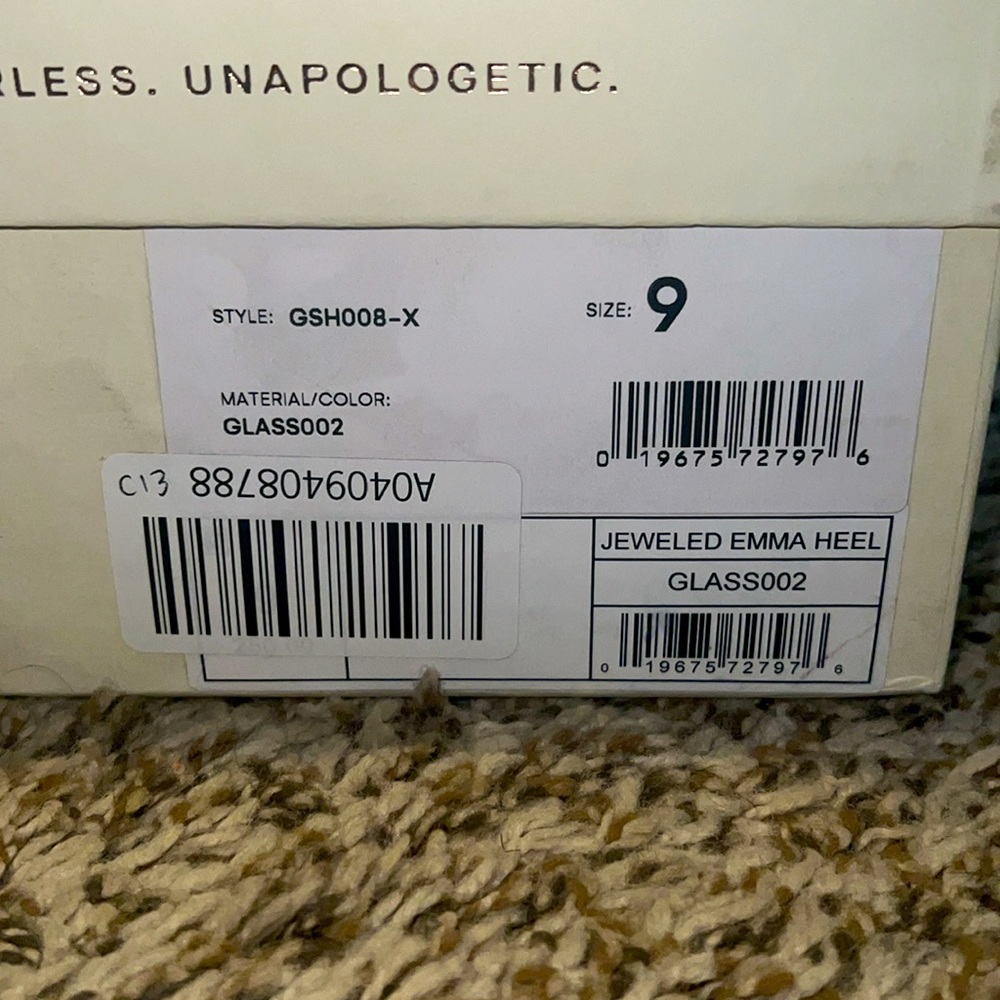 RLESS. UNAPOLOGETIC.
STYLE: GSH008-X
SIZE: 9
MATERIAL/COLOR:
GLASS002
0 19675 72797 6
C13
A0409408788
JEWELED EMMA HEEL
GLASS002
0 19675 72797 6